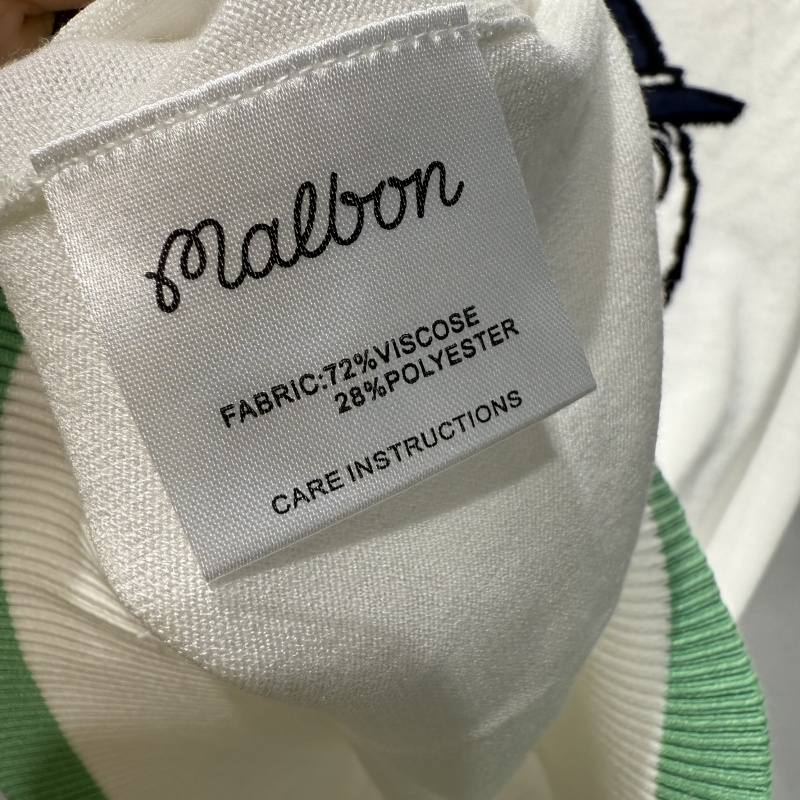 Malbon
FABRIC:72%VISCOSE
28%POLYESTER
CARE INSTRUCTIONS